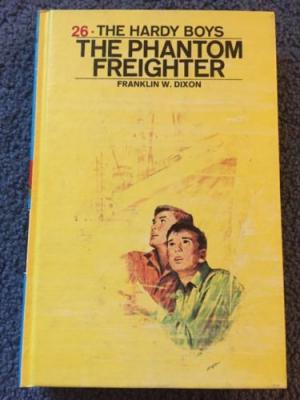 26 • THE HARDY BOYS
THE PHANTOM
FREIGHTER
FRANKLIN W. DIXON